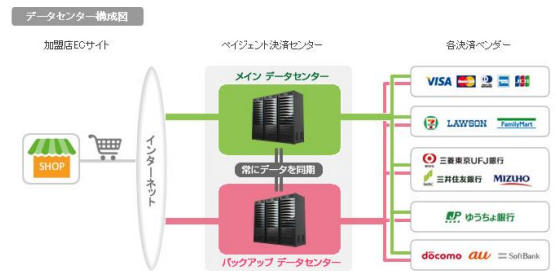 データセンター構成図
加盟店ECサイト
ペイジェント決済センター
各決済ベンダー
メイン データセンター
VISA MasterCard JCB
LAWSON FamilyMart
インターネット
SHOP
常にデータを同期
三菱東京UFJ銀行
三井住友銀行 MIZUHO
JP ゆうちょ銀行
バックアップ データセンター
döcomo au SoftBank